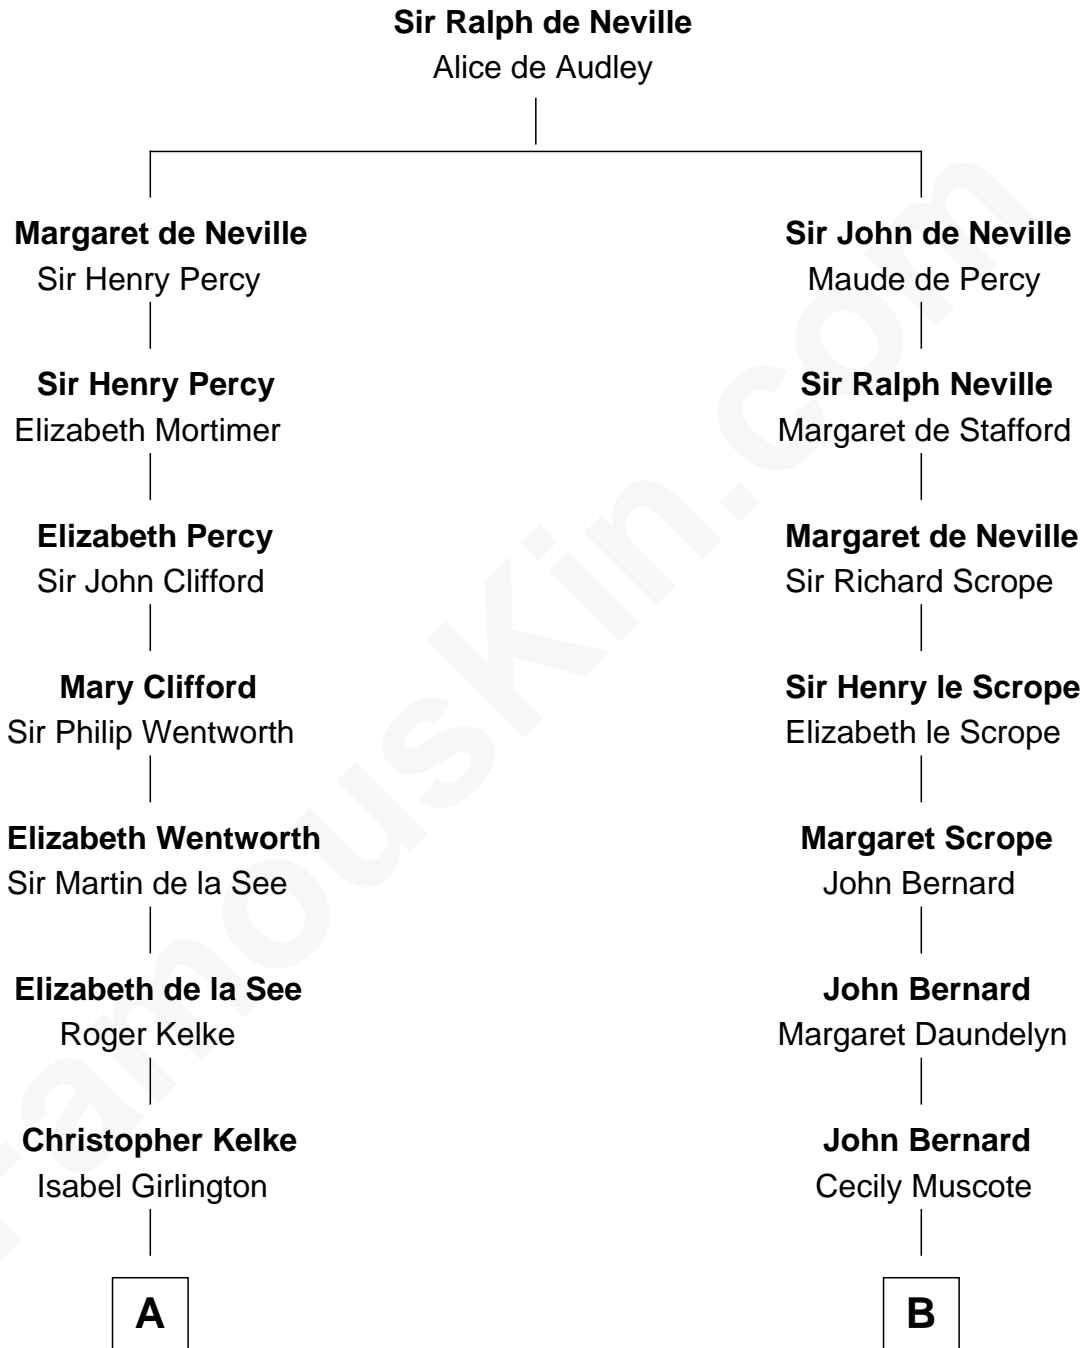 Sir Ralph de Neville
Alice de Audley
Margaret de Neville
Sir Henry Percy
Sir John de Neville
Maude de Percy
Sir Henry Percy
Elizabeth Mortimer
Sir Ralph Neville
Margaret de Stafford
Elizabeth Percy
Sir John Clifford
Margaret de Neville
Sir Richard Scrope
Mary Clifford
Sir Philip Wentworth
Sir Henry le Scrope
Elizabeth le Scrope
Elizabeth Wentworth
Sir Martin de la See
Margaret Scrope
John Bernard
Elizabeth de la See
Roger Kelke
John Bernard
Margaret Daundelyn
Christopher Kelke
Isabel Girlington
John Bernard
Cecily Muscote
A
B
FamousKin.com